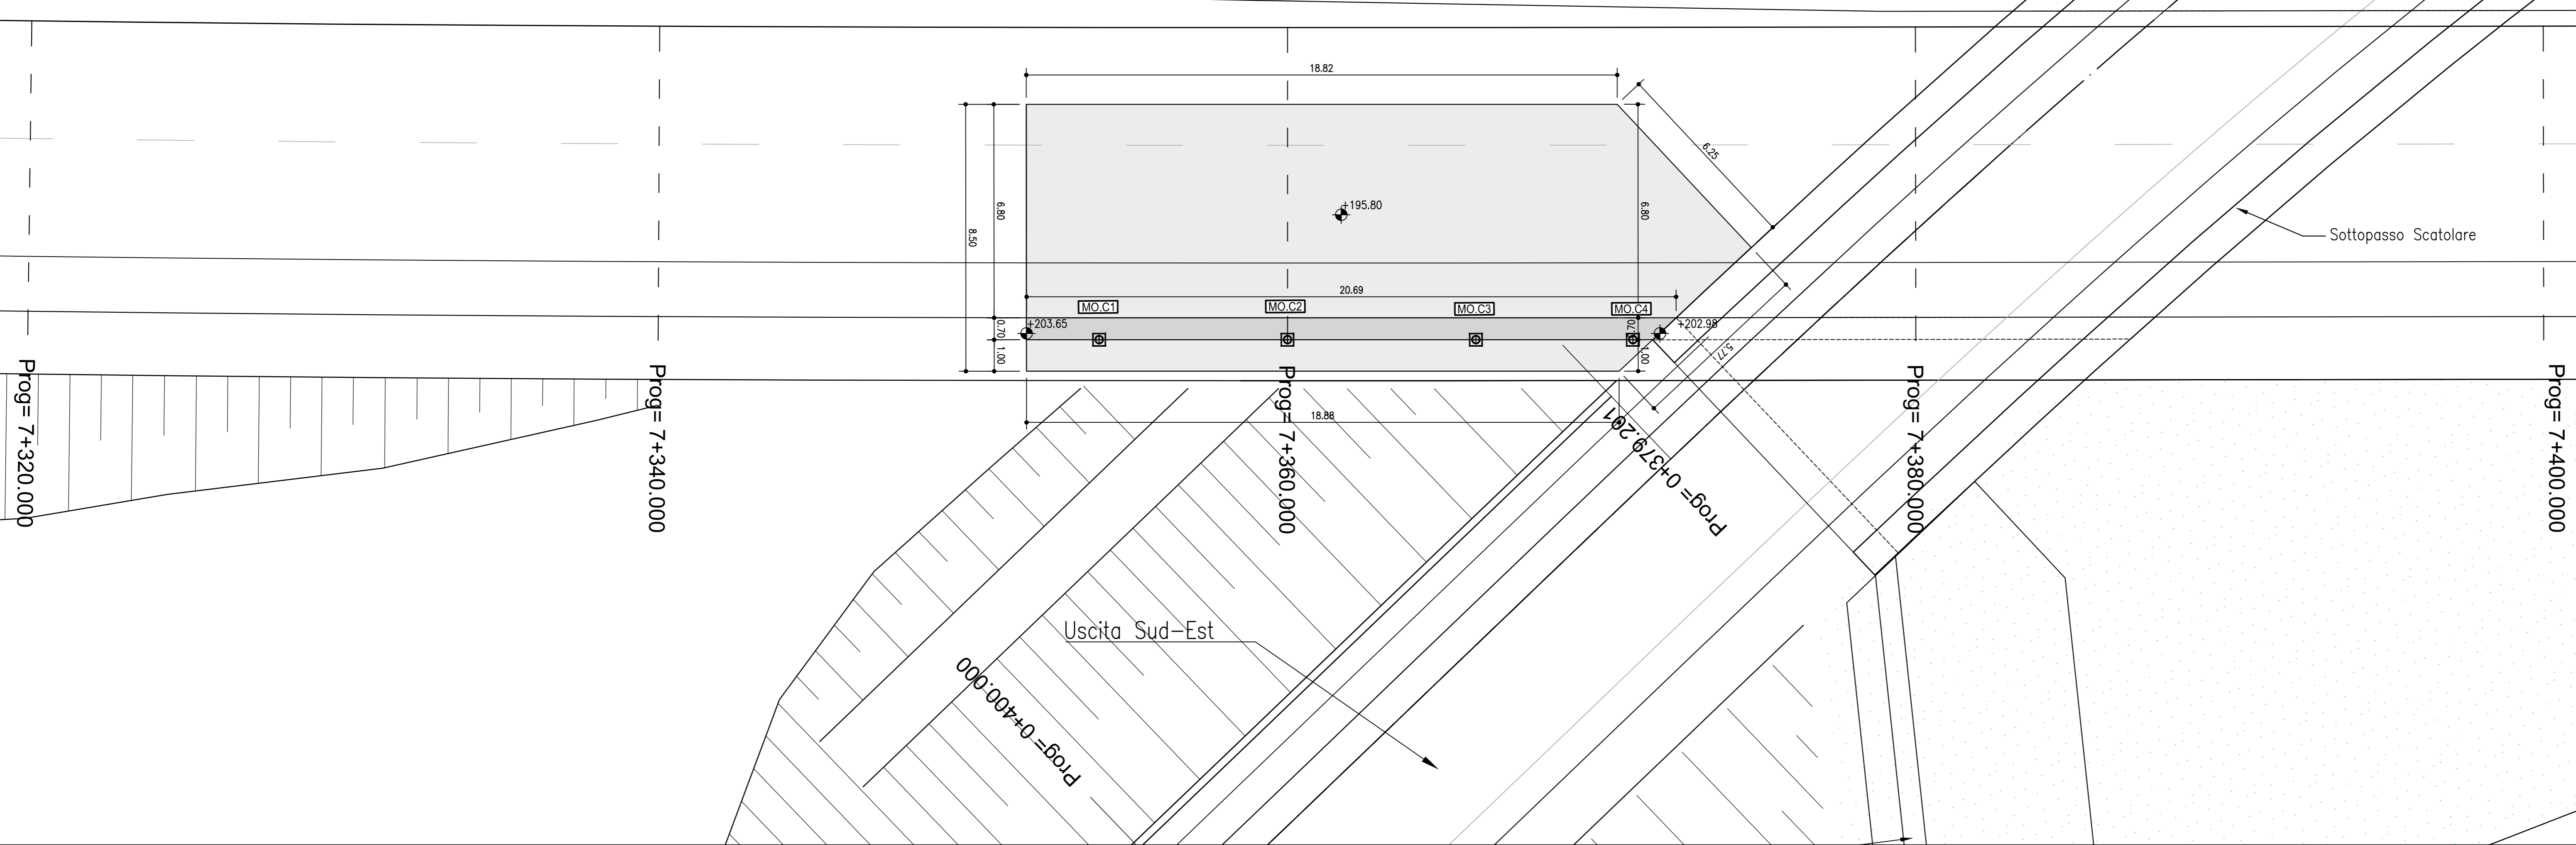 18.82
6.25
6.80
8.50
6.80
+195.80
Sottopasso Scatolare
20.69
MO.C1
MO.C2
MO.C3
MO.C4
+203.65
0.70
1.00
+202.98
1.00
5.77
18.88
Prog= 7+320.000
Prog= 7+340.000
Prog= 7+360.000
Prog= 0+379.201
Prog= 7+380.000
Prog= 7+400.000
Uscita Sud-Est
Prog= 0+400.000